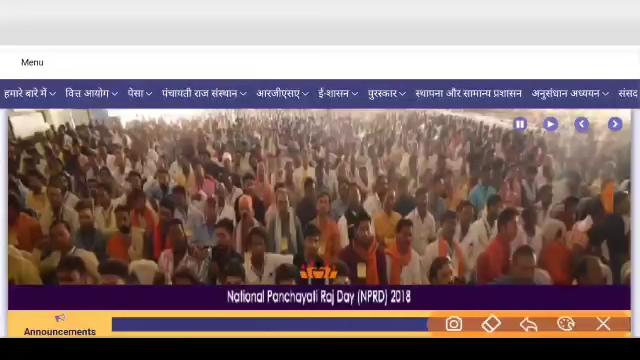 Menu
हमारे बारे में वित्त आयोग पेसा पंचायती राज संस्थान आरजीएसए ई-शासन पुरस्कार स्थापना और सामान्य प्रशासन अनुसंधान अध्ययन संसद
National Panchayati Raj Day (NPRD) 2018
Announcements